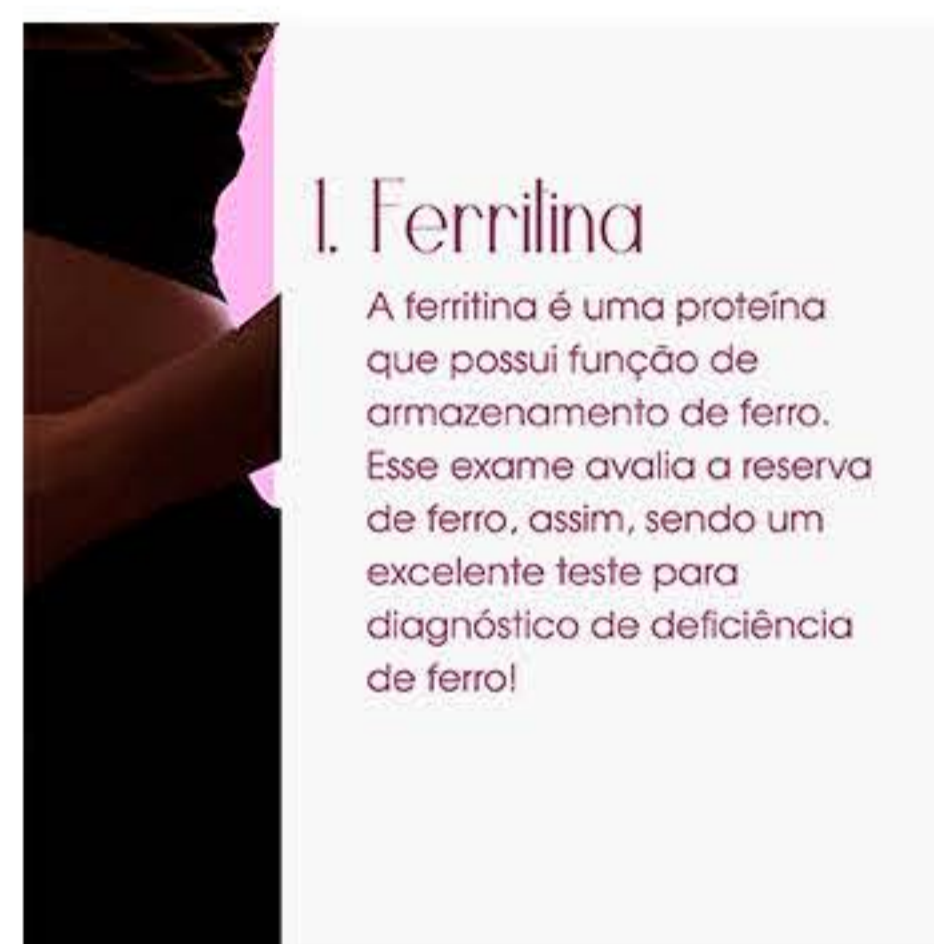 1. Ferritina
A ferritina é uma proteína
que possui função de
armazenamento de ferro.
Esse exame avalia a reserva
de ferro, assim, sendo um
excelente teste para
diagnóstico de deficiência
de ferro!